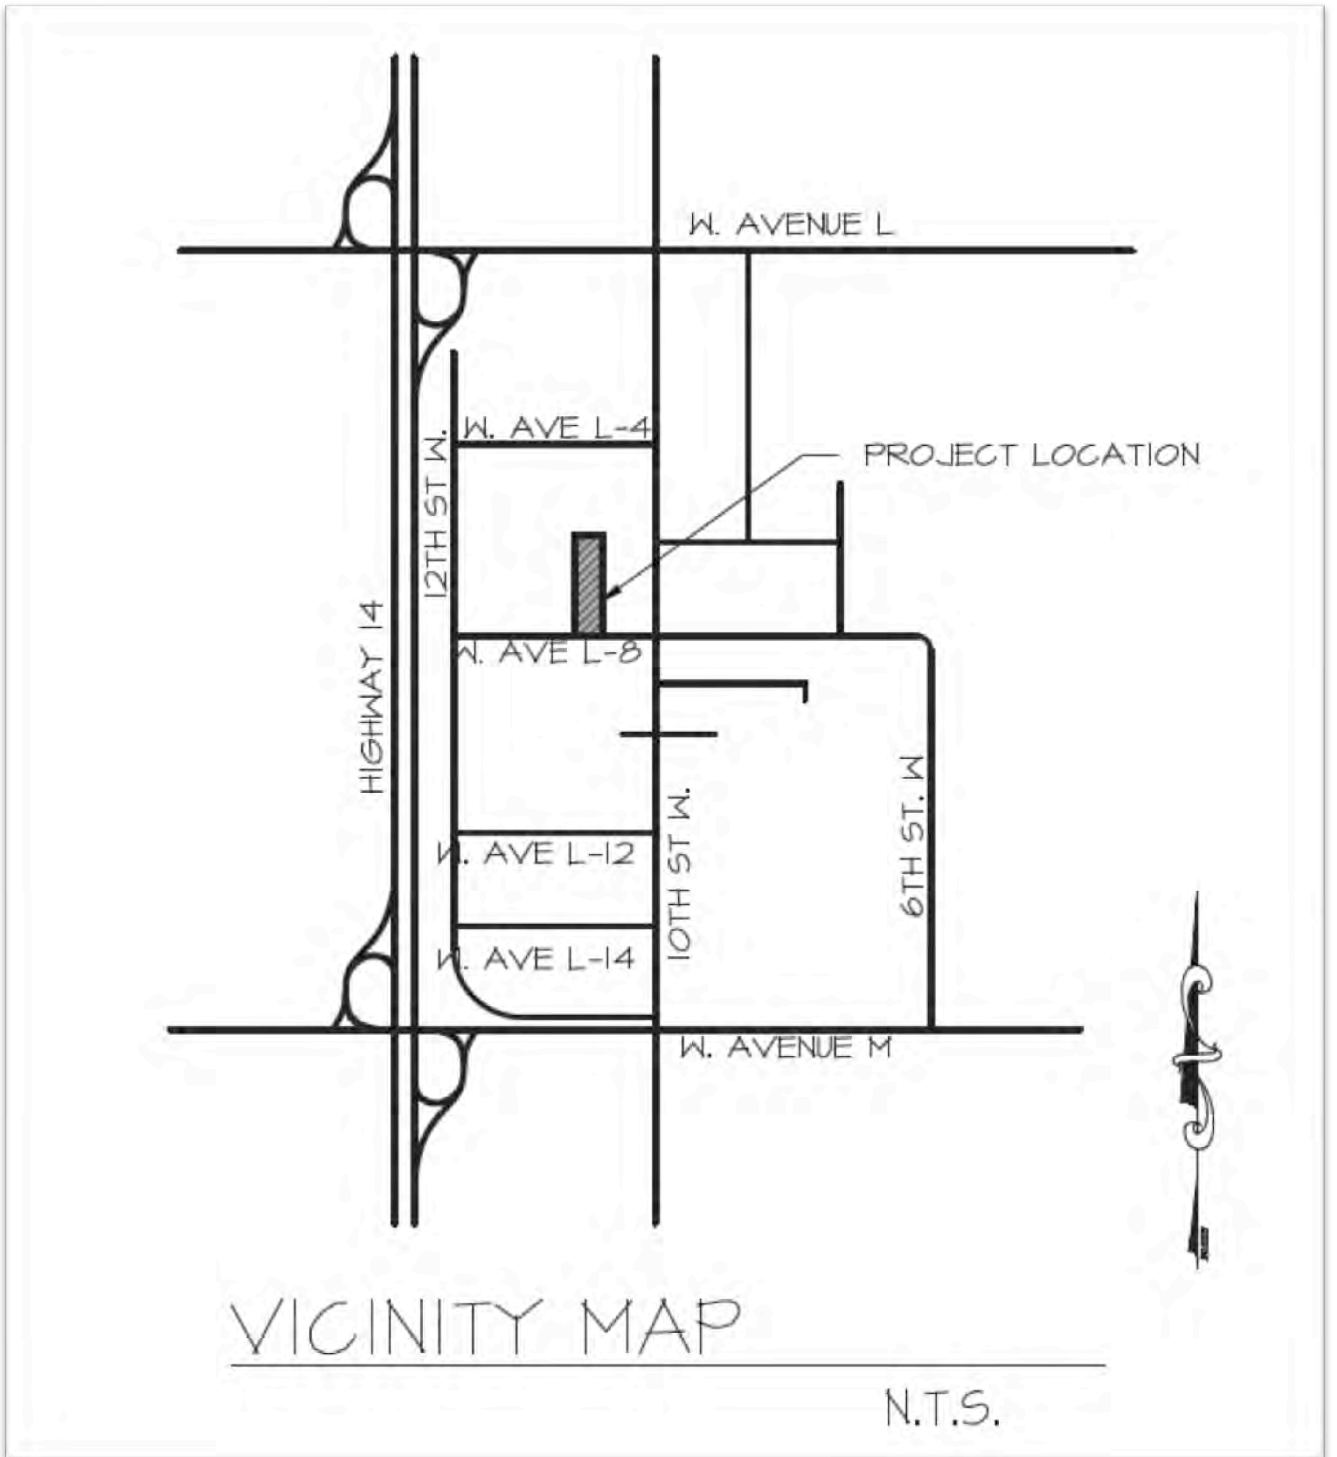 W. AVENUE L
W. AVE L-4
PROJECT LOCATION
12TH ST W.
HIGHWAY 14
W. AVE L-8
6TH ST. W
10TH ST W.
W. AVE L-12
W. AVE L-14
W. AVENUE M
VICINITY MAP
N.T.S.